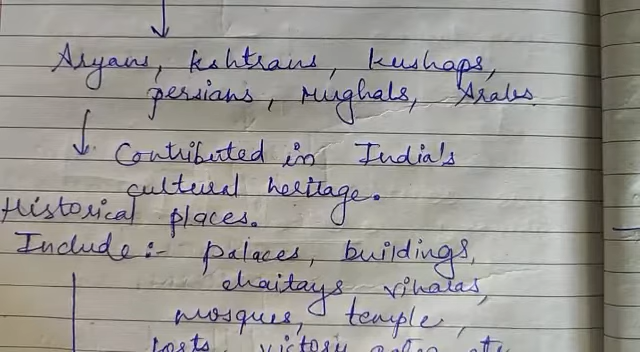 Aryans, kshtrans, kushaps,
persians, Mughals, Arabs
Contributed in India's
cultural heritage.
Historical places.
Include :- palaces, buildings,
chaitays viharas,
mosques, temple,
victory